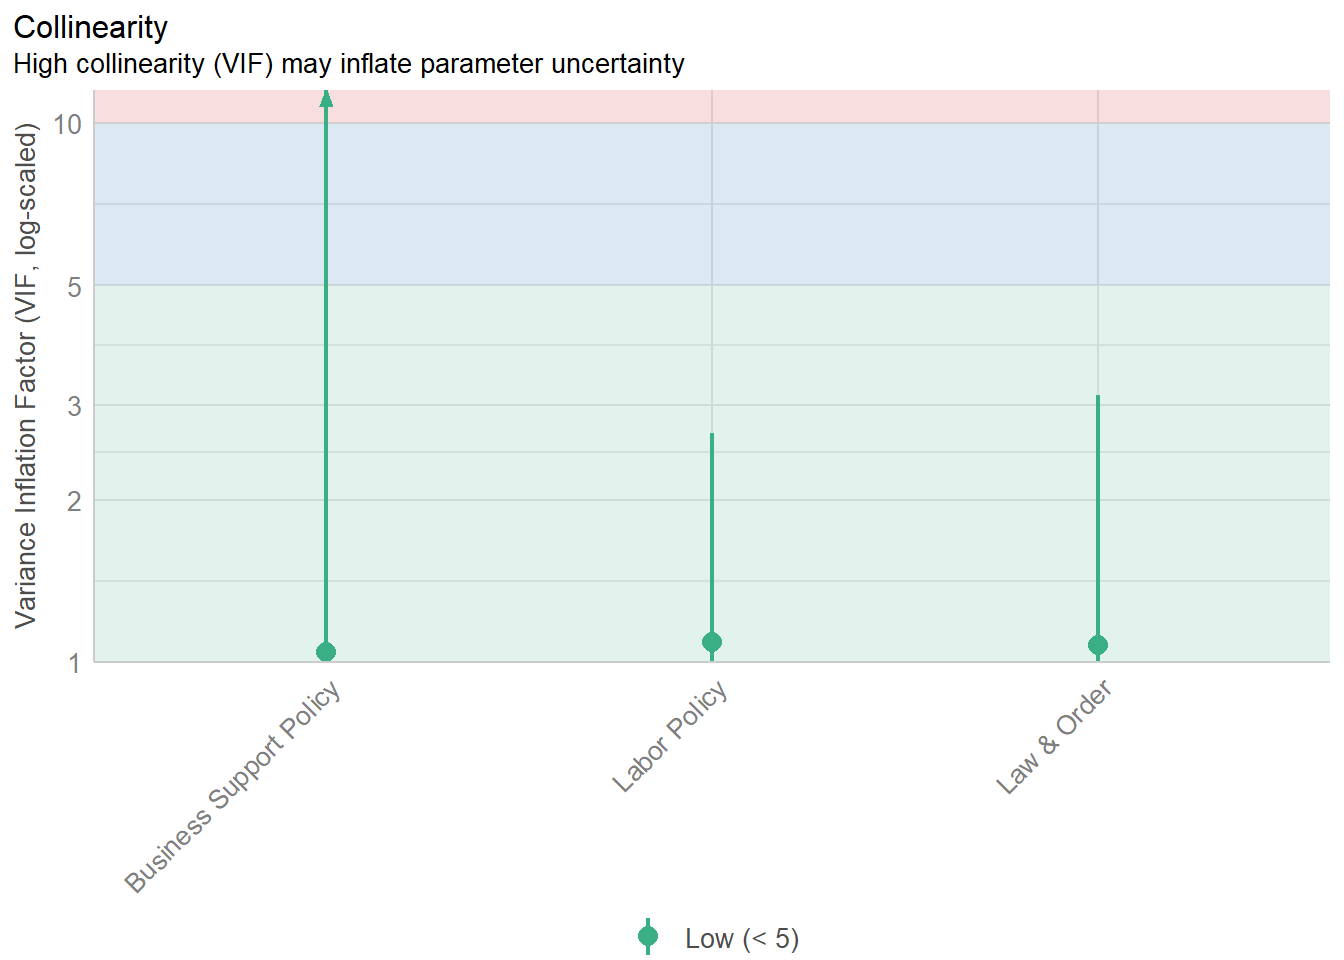 Collinearity
High collinearity (VIF) may inflate parameter uncertainty
Variance Inflation Factor (VIF, log-scaled)
10
5
3
2
1
Business Support Policy
Labor Policy
Law & Order
Low (< 5)